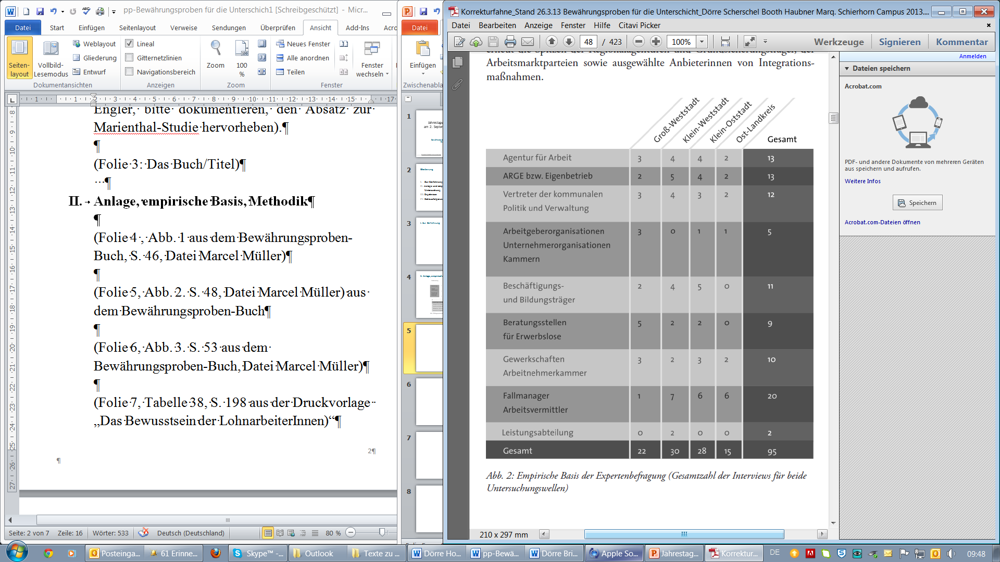 pp-Bewährungsproben für die Unterschich1 [Schreibgeschützt] - Micr...
Datei Start Einfügen Seitenlayout Verweise Sendungen Überprüfen Ansicht Add-Ins Acro
Seiten-
layout
Vollbild-
Lesemodus
Weblayout
Gliederung
Entwurf
Dokumentansichten
Lineal
Gitternetzlinien
Navigationsbereich
Anzeigen
Zoom
100
%
Zoom
Neues Fenster
Alle anordnen
Teilen
Fenster
wechseln
Fenster
Engler, bitte dokumentieren, den Absatz zur
Marienthal-Studie hervorheben).¶
¶
(Folie 3: Das Buch/Titel)¶
...¶
II. → Anlage, empirische Basis, Methodik¶
¶
(Folie 4 , Abb. 1 aus dem Bewährungsproben-
Buch, S. 46, Datei Marcel Müller)¶
¶
(Folie 5, Abb. 2. S. 48, Datei Marcel Müller) aus
dem Bewährungsproben-Buch¶
¶
(Folie 6, Abb. 3. S. 53 aus dem
Bewährungsproben-Buch, Datei Marcel Müller)¶
¶
(Folie 7, Tabelle 38, S. 198 aus der Druckvorlage
„Das Bewusstsein der LohnarbeiterInnen)“¶
2¶
¶
Seite: 2 von 7 Zeile: 16 Wörter: 533 Deutsch (Deutschland) 80 %
Datei
Einfügen
Zwischenabla
1
2
Gliederung
3
4
5
6
7
8
Korrekturfahne_Stand 26.3.13 Bewährungsproben für die Unterschicht_Dörre Scherschel Booth Haubner Marq. Schierhorn Campus 2013....
Datei Bearbeiten Anzeige Fenster Hilfe Citavi Picker
48 / 423 100% Werkzeuge Signieren Kommentar
Anmelden
Dateien speichern
Acrobat.com
PDF- und andere Dokumente von mehreren Geräten
aus speichern und aufrufen.
Weitere Infos
Speichern
Acrobat.com-Dateien öffnen
Arbeitsmarktparteien sowie ausgewählte Anbieterinnen von Integrations-
maßnahmen.
Groß-Weststadt Klein-Weststadt Klein-Oststadt Ost-Landkreis Gesamt
Agentur für Arbeit 3 4 4 2 13
ARGE bzw. Eigenbetrieb 2 5 4 2 13
Vertreter der kommunalen 3 4 3 2 12
Politik und Verwaltung
Arbeitgeberorganisationen 3 0 1 1 5
Unternehmerorganisationen
Kammern
Beschäftigungs- 2 4 5 0 11
und Bildungsträger
Beratungsstellen 5 2 2 0 9
für Erwerbslose
Gewerkschaften 3 2 3 2 10
Arbeitnehmerkammer
Fallmanager 1 7 6 6 20
Arbeitsvermittler
Leistungsabteilung 0 2 0 0 2
Gesamt 22 30 28 15 95
Abb. 2: Empirische Basis der Expertenbefragung (Gesamtzahl der Interviews für beide
Untersuchungswellen)
210 x 297 mm
Posteinga... 61 Erinne... Skype™ -... Outlook Texte zu ... Dörre Ho... pp-Bewä... Dörre Bri... Apple So... Jahrestag... Korrektur... DE 09:48